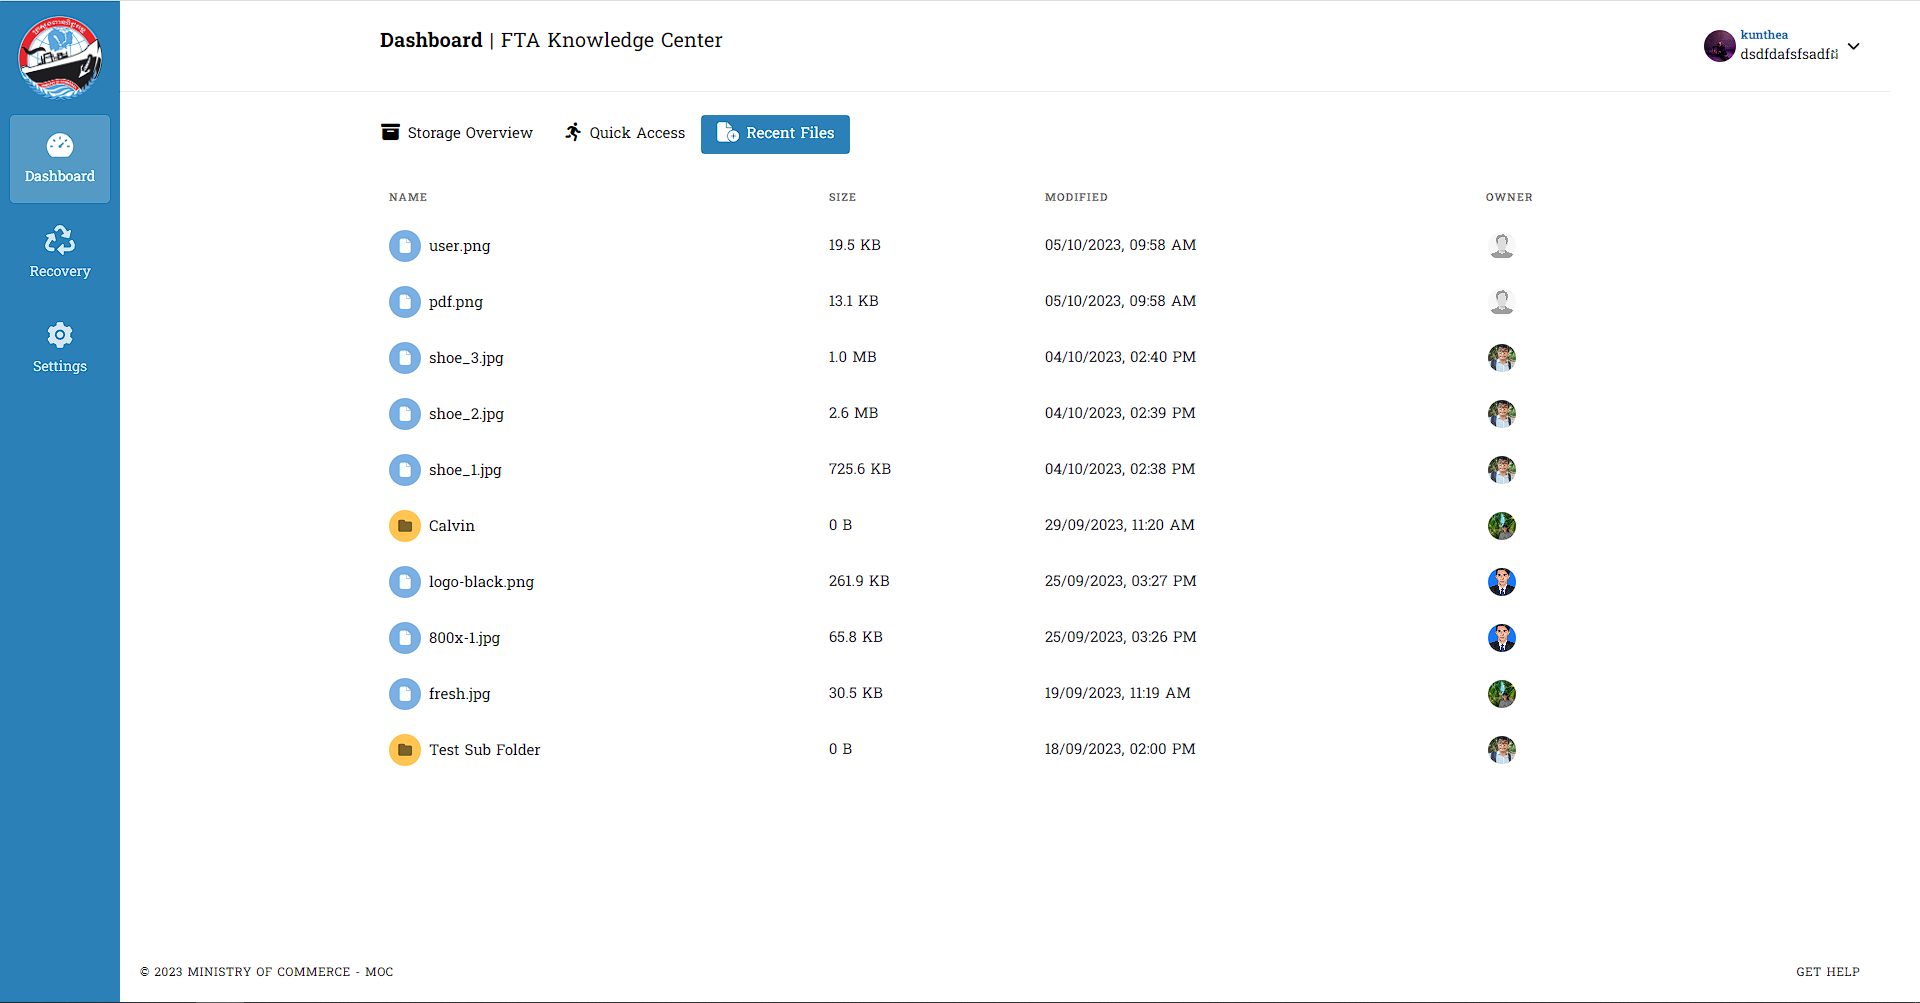 Dashboard | FTA Knowledge Center
kunthea
Storage Overview
Quick Access
Recent Files
Dashboard
Recovery
Settings
NAME SIZE MODIFIED OWNER
user.png 19.5 KB 05/10/2023, 09:58 AM
pdf.png 13.1 KB 05/10/2023, 09:58 AM
shoe_3.jpg 1.0 MB 04/10/2023, 02:40 PM
shoe_2.jpg 2.6 MB 04/10/2023, 02:39 PM
shoe_1.jpg 725.6 KB 04/10/2023, 02:38 PM
Calvin 0 B 29/09/2023, 11:20 AM
logo-black.png 261.9 KB 25/09/2023, 03:27 PM
800x-1.jpg 65.8 KB 25/09/2023, 03:26 PM
fresh.jpg 30.5 KB 19/09/2023, 11:19 AM
Test Sub Folder 0 B 18/09/2023, 02:00 PM
© 2023 MINISTRY OF COMMERCE - MOC
GET HELP